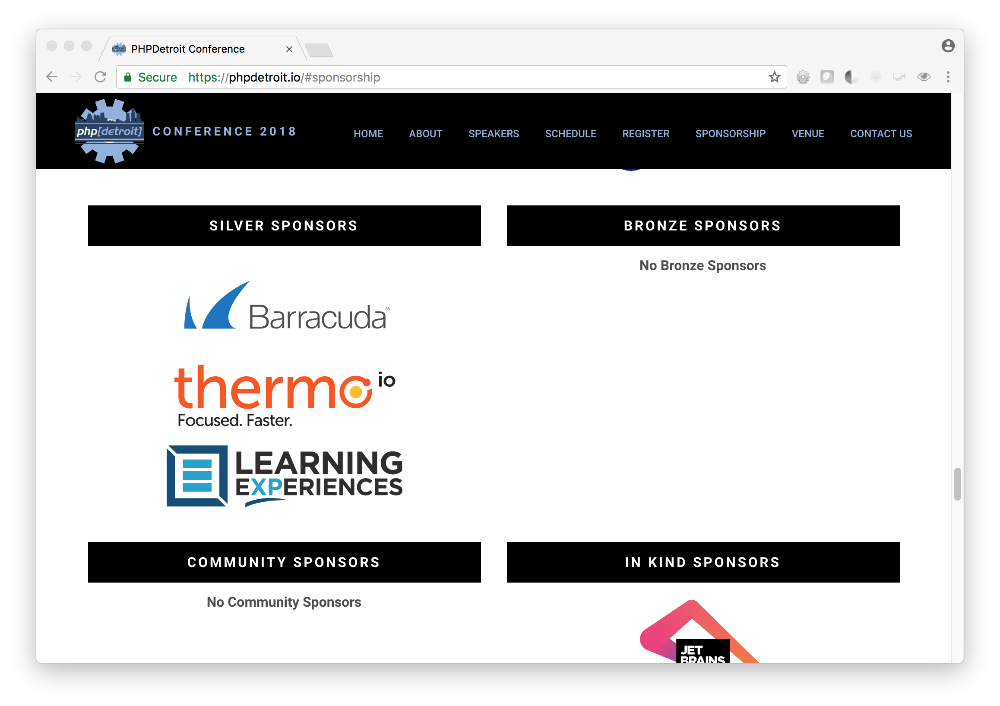 PHPDetroit Conference
Secure https://phpdetroit.io/#sponsorship
php[detroit] CONFERENCE 2018 HOME ABOUT SPEAKERS SCHEDULE REGISTER SPONSORSHIP VENUE CONTACT US
SILVER SPONSORS
BRONZE SPONSORS
No Bronze Sponsors
Barracuda®
thermo io
Focused. Faster.
LEARNING
EXPERIENCES
COMMUNITY SPONSORS
IN KIND SPONSORS
No Community Sponsors
JET
BRAINS